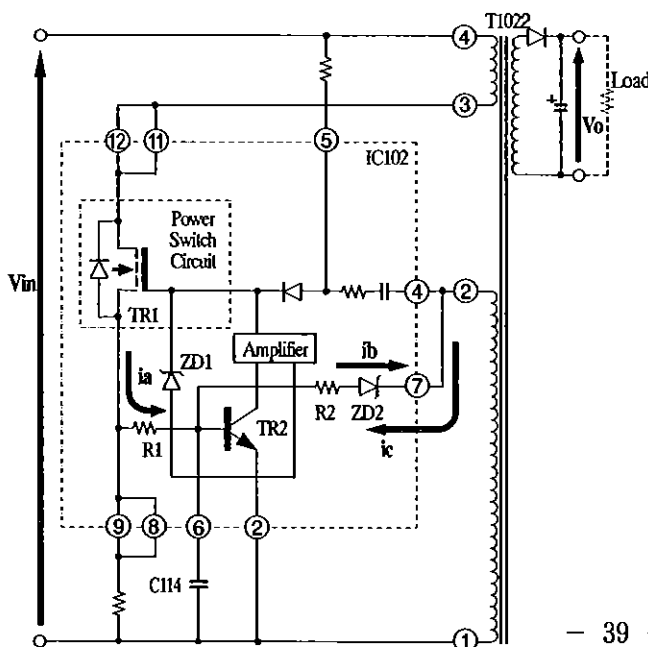 T1022
4
Load
3
Vo
12
11
5
IC102
Power
Switch
Circuit
Vin
TR1
4
2
ZD1
Amplifier
ia
ib
7
R2
ZD2
TR2
R1
ic
9
8
6
2
C114
1
- 39 -